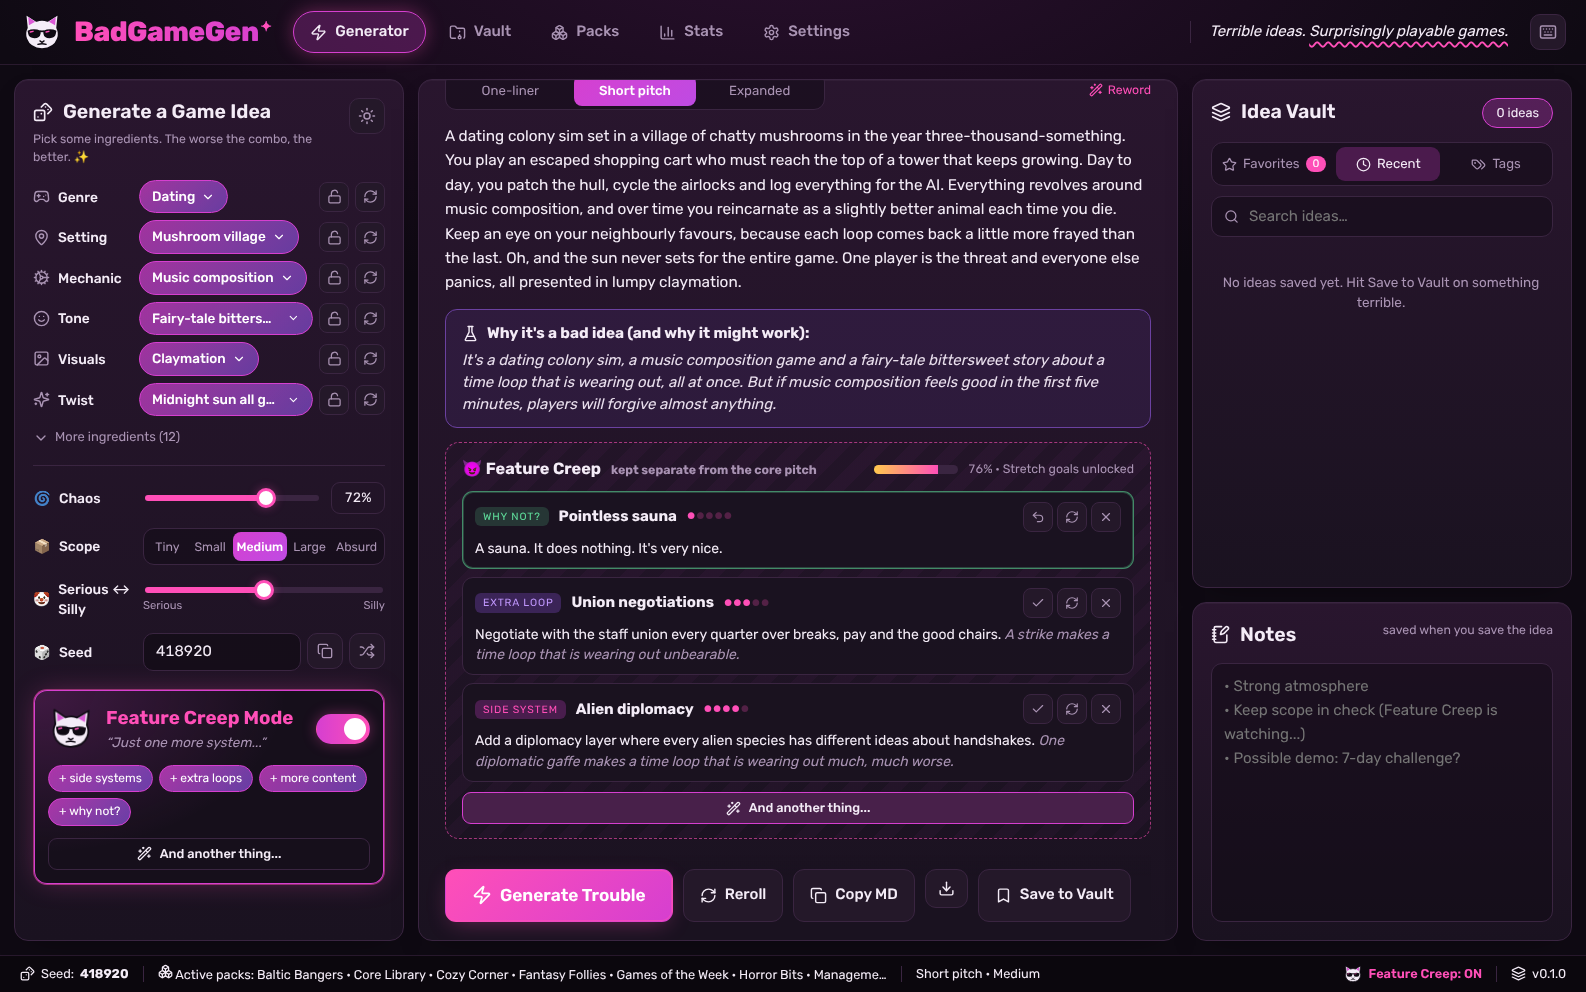 BadGameGen
Generator
Vault
Packs
Stats
Settings
Terrible ideas. Surprisingly playable games.
Generate a Game Idea
Pick some ingredients. The worse the combo, the
better. ✨
Genre
Dating
Setting
Mushroom village
Mechanic
Music composition
Tone
Fairy-tale bitters...
Visuals
Claymation
Twist
Midnight sun all g...
More ingredients (12)
Chaos
72%
Scope
Tiny
Small
Medium
Large
Absurd
Serious ↔
Silly
Serious
Silly
Seed
418920
Feature Creep Mode
“Just one more system...”
+ side systems
+ extra loops
+ more content
+ why not?
And another thing...
One-liner
Short pitch
Expanded
Reword
A dating colony sim set in a village of chatty mushrooms in the year three-thousand-something.
You play an escaped shopping cart who must reach the top of a tower that keeps growing. Day to
day, you patch the hull, cycle the airlocks and log everything for the AI. Everything revolves around
music composition, and over time you reincarnate as a slightly better animal each time you die.
Keep an eye on your neighbourly favours, because each loop comes back a little more frayed than
the last. Oh, and the sun never sets for the entire game. One player is the threat and everyone else
panics, all presented in lumpy claymation.
Why it's a bad idea (and why it might work):
It's a dating colony sim, a music composition game and a fairy-tale bittersweet story about a
time loop that is wearing out, all at once. But if music composition feels good in the first five
minutes, players will forgive almost anything.
Feature Creep
kept separate from the core pitch
76% • Stretch goals unlocked
WHY NOT?
Pointless sauna
A sauna. It does nothing. It's very nice.
EXTRA LOOP
Union negotiations
Negotiate with the staff union every quarter over breaks, pay and the good chairs. A strike makes a
time loop that is wearing out unbearable.
SIDE SYSTEM
Alien diplomacy
Add a diplomacy layer where every alien species has different ideas about handshakes. One
diplomatic gaffe makes a time loop that is wearing out much, much worse.
And another thing...
Generate Trouble
Reroll
Copy MD
Save to Vault
Idea Vault
0 ideas
Favorites 0
Recent
Tags
Search ideas...
No ideas saved yet. Hit Save to Vault on something
terrible.
Notes
saved when you save the idea
• Strong atmosphere
• Keep scope in check (Feature Creep is
watching...)
• Possible demo: 7-day challenge?
Seed: 418920
Active packs: Baltic Bangers • Core Library • Cozy Corner • Fantasy Follies • Games of the Week • Horror Bits • Manageme...
Short pitch • Medium
Feature Creep: ON
v0.1.0